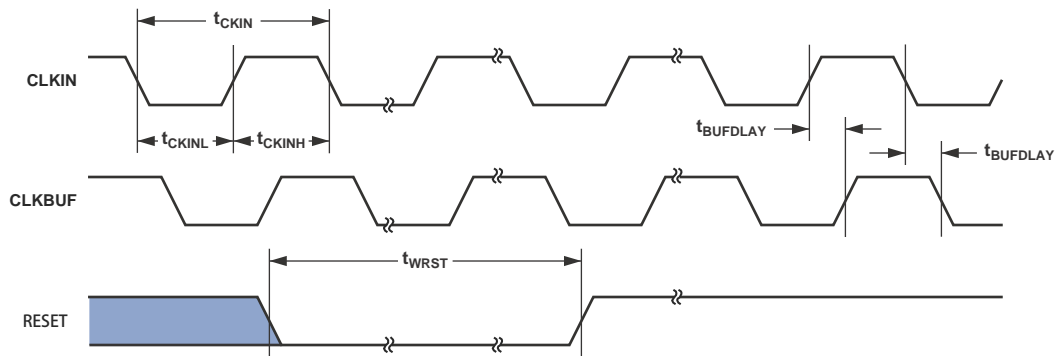 tCKIN
CLKIN
tCKINL
tCKINH
tBUFDLAY
tBUFDLAY
CLKBUF
tWRST
RESET